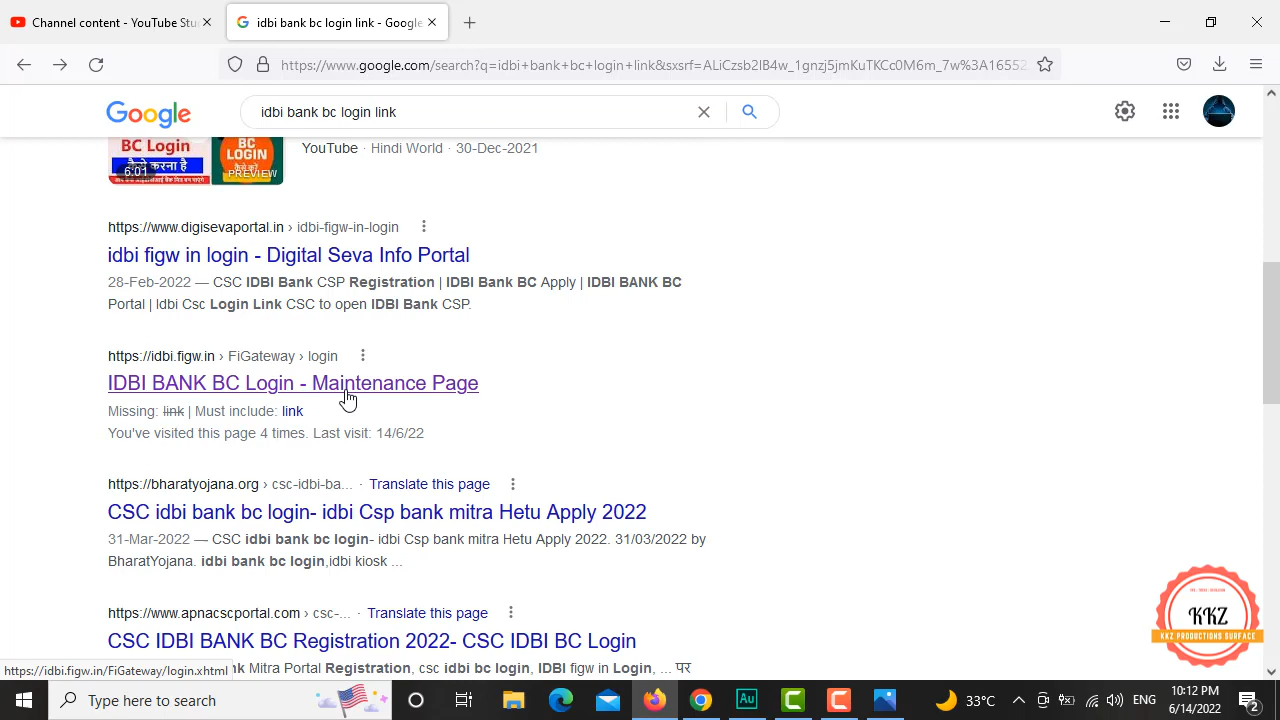 Channel content - YouTube Stu
idbi bank bc login link - Google
https://www.google.com/search?q=idbi+bank+bc+login+link&sxsrf=ALiCzsb2IB4w_1gnzj5jmKuTKCc0M6m_7w%3A16552
Google
idbi bank bc login link
BC Login
कैसे करना है
6:01
BC
LOGIN
PREVIEW
YouTube · Hindi World · 30-Dec-2021
https://www.digisevaportal.in › idbi-figw-in-login
idbi figw in login - Digital Seva Info Portal
28-Feb-2022 — CSC IDBI Bank CSP Registration | IDBI Bank BC Apply | IDBI BANK BC
Portal | Idbi Csc Login Link CSC to open IDBI Bank CSP.
https://idbi.figw.in › FiGateway › login
IDBI BANK BC Login - Maintenance Page
Missing: link | Must include: link
You've visited this page 4 times. Last visit: 14/6/22
https://bharatyojana.org › csc-idbi-ba... · Translate this page
CSC idbi bank bc login- idbi Csp bank mitra Hetu Apply 2022
31-Mar-2022 — CSC idbi bank bc login- idbi Csp bank mitra Hetu Apply 2022. 31/03/2022 by
BharatYojana. idbi bank bc login,idbi kiosk ...
https://www.apnacscportal.com › csc-... · Translate this page
CSC IDBI BANK BC Registration 2022- CSC IDBI BC Login
Mitra Portal Registration, csc idbi bc login, IDBI figw in Login, ... पर
https://idbi.figw.in/FiGateway/login.xhtml
KKZ
KKZ PRODUCTIONS SURFACE
Type here to search
Au
33°C
ENG
10:12 PM
6/14/2022
2